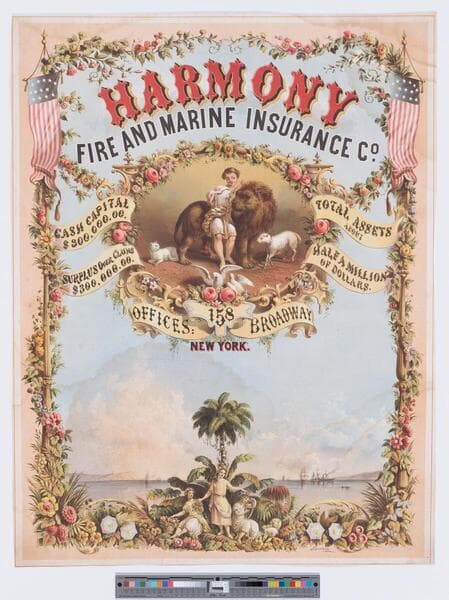 HARMONY
FIRE AND MARINE INSURANCE CO.
CASH CAPITAL
$200,000.00.
SURPLUS OVER CLAIMS
$300,000.00.
TOTAL ASSETS
ABOUT
HALF A MILLION
OF DOLLARS.
OFFICES: 158 BROADWAY
NEW YORK.